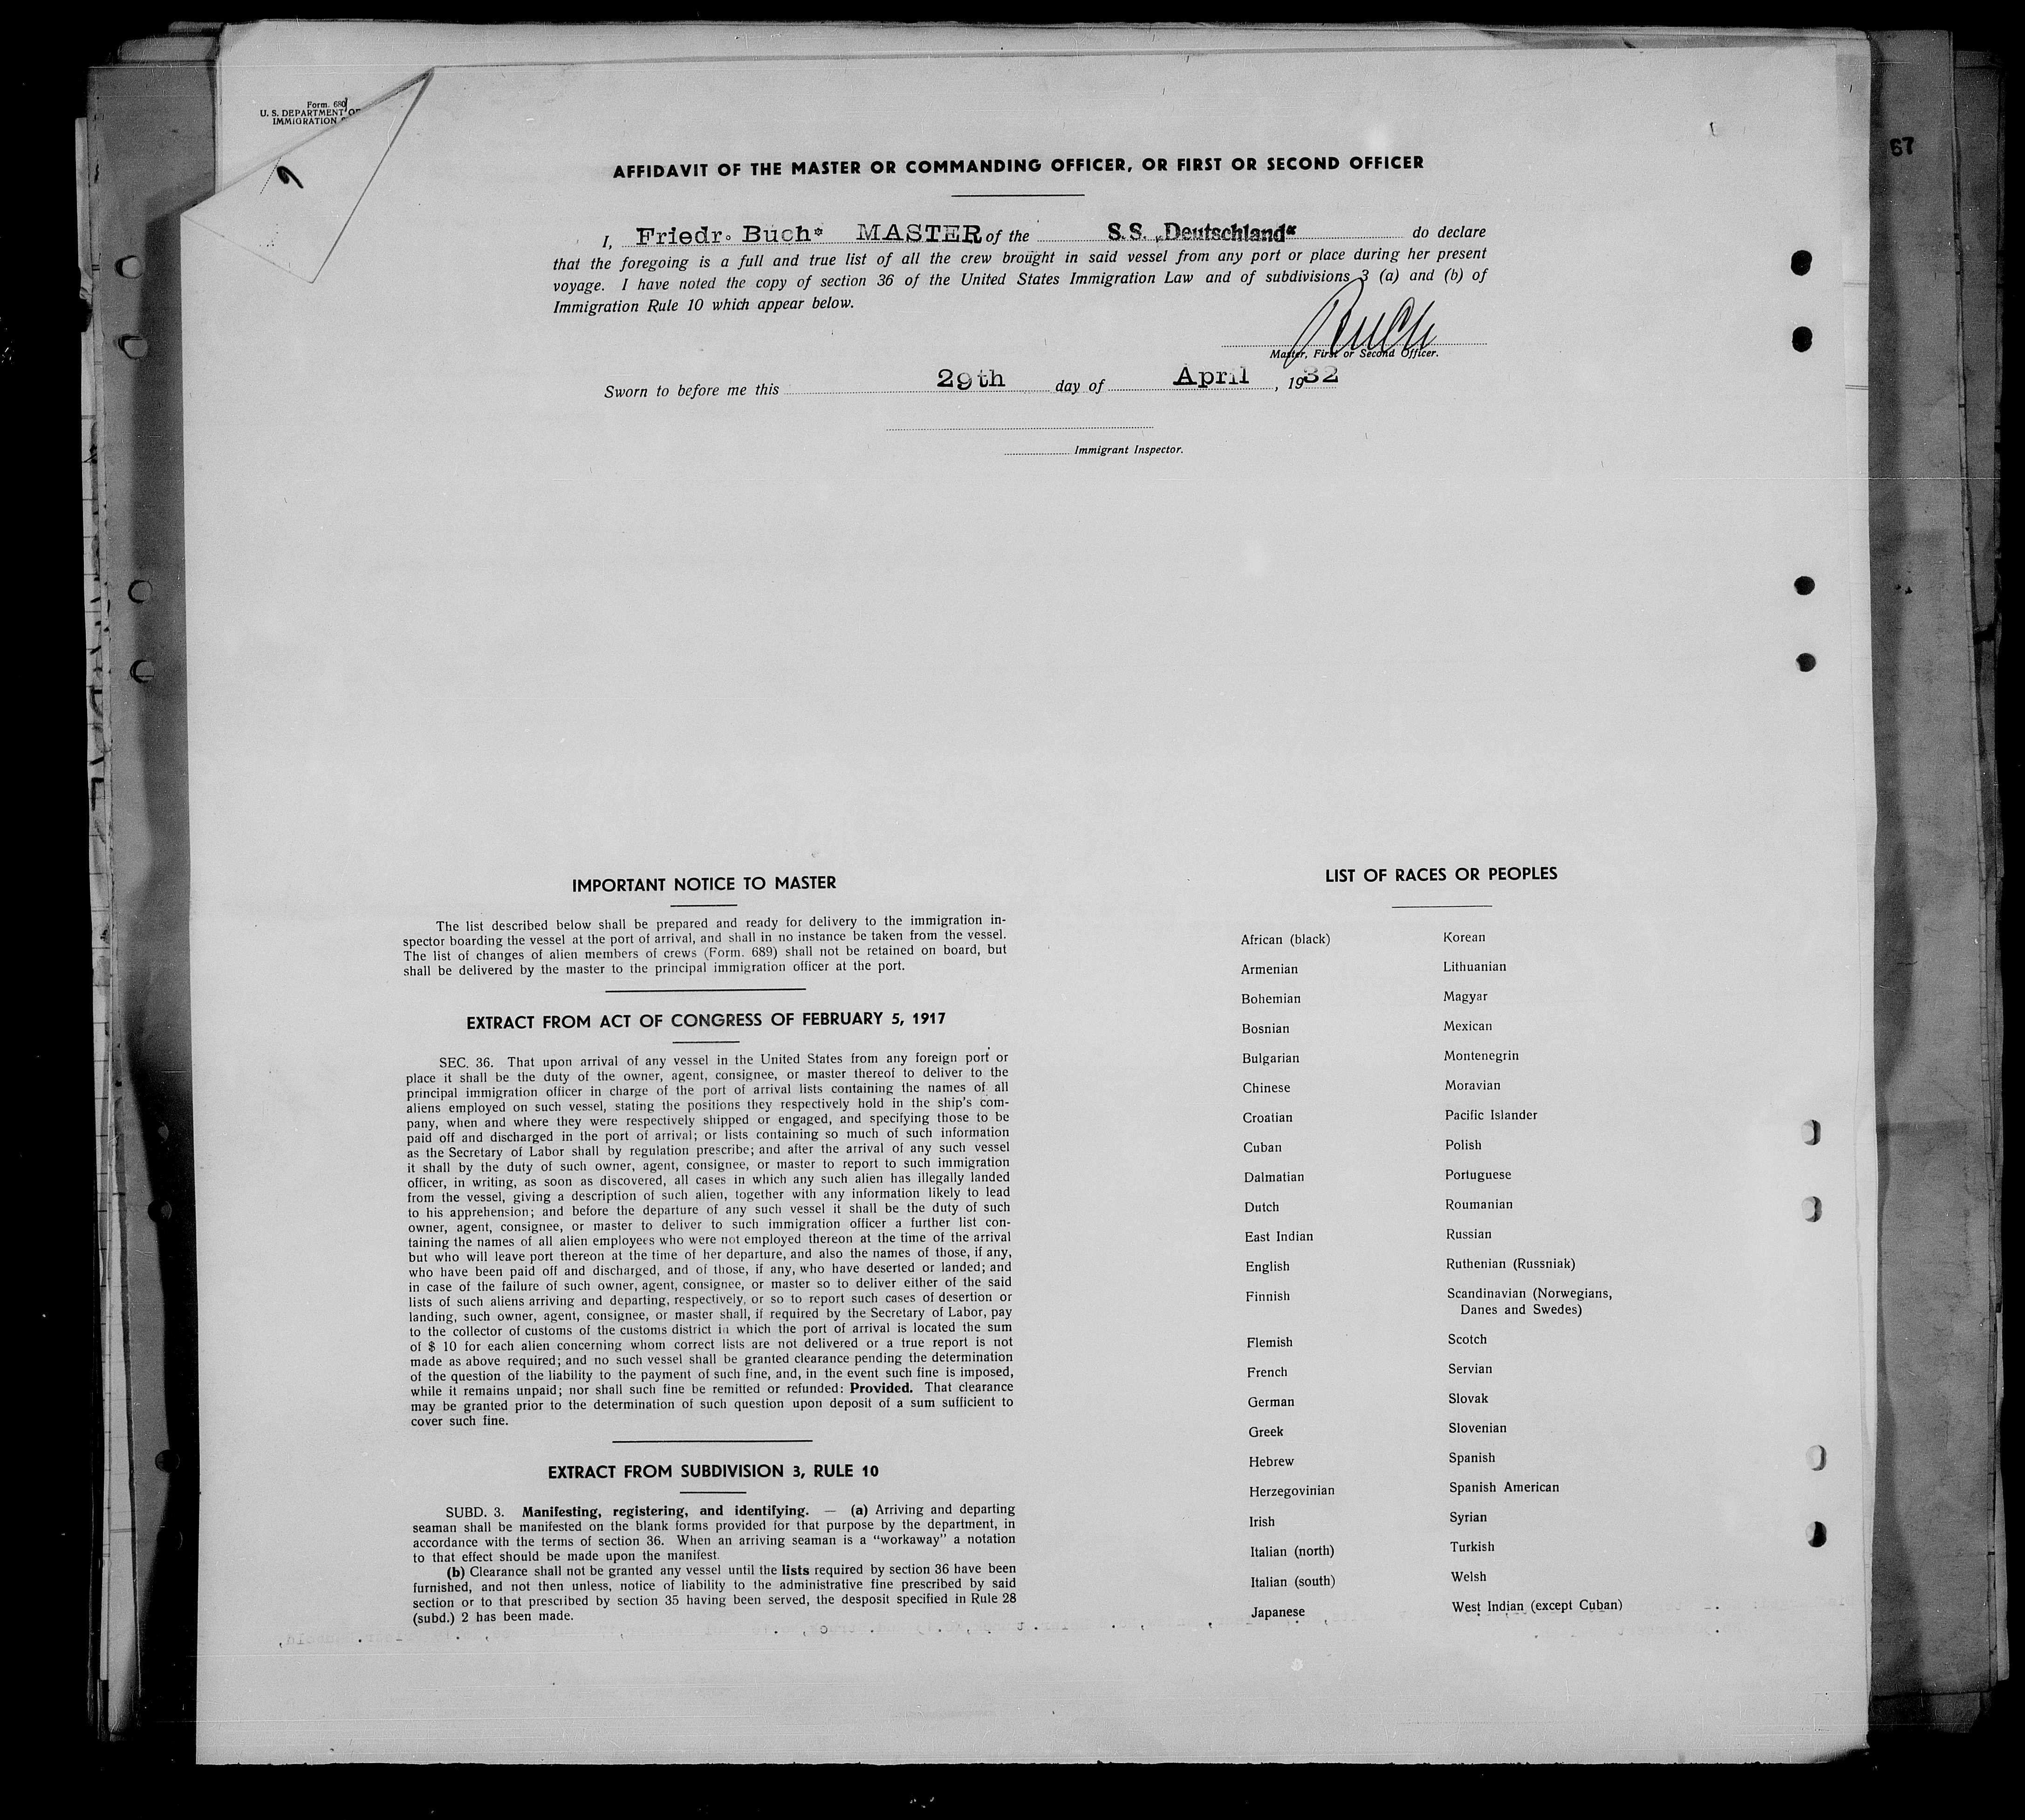 Form. 680
U. S. DEPARTMENT OF
IMMIGRATION
67
AFFIDAVIT OF THE MASTER OR COMMANDING OFFICER, OR FIRST OR SECOND OFFICER
I, Friedr. Buch* MASTER of the S.S. „Deutschland“ do declare
that the foregoing is a full and true list of all the crew brought in said vessel from any port or place during her present
voyage. I have noted the copy of section 36 of the United States Immigration Law and of subdivisions 3 (a) and (b) of
Immigration Rule 10 which appear below.
Buch
Master, First or Second Officer.
Sworn to before me this 29th day of April, 1932
Immigrant Inspector.
IMPORTANT NOTICE TO MASTER
The list described below shall be prepared and ready for delivery to the immigration in-
spector boarding the vessel at the port of arrival, and shall in no instance be taken from the vessel.
The list of changes of alien members of crews (Form. 689) shall not be retained on board, but
shall be delivered by the master to the principal immigration officer at the port.
EXTRACT FROM ACT OF CONGRESS OF FEBRUARY 5, 1917
SEC. 36. That upon arrival of any vessel in the United States from any foreign port or
place it shall be the duty of the owner, agent, consignee, or master thereof to deliver to the
principal immigration officer in charge of the port of arrival lists containing the names of all
aliens employed on such vessel, stating the positions they respectively hold in the ship's com-
pany, when and where they were respectively shipped or engaged, and specifying those to be
paid off and discharged in the port of arrival; or lists containing so much of such information
as the Secretary of Labor shall by regulation prescribe; and after the arrival of any such vessel
it shall by the duty of such owner, agent, consignee, or master to report to such immigration
officer, in writing, as soon as discovered, all cases in which any such alien has illegally landed
from the vessel, giving a description of such alien, together with any information likely to lead
to his apprehension; and before the departure of any such vessel it shall be the duty of such
owner, agent, consignee, or master to deliver to such immigration officer a further list con-
taining the names of all alien employees who were not employed thereon at the time of the arrival
but who will leave port thereon at the time of her departure, and also the names of those, if any,
who have been paid off and discharged, and of those, if any, who have deserted or landed; and
in case of the failure of such owner, agent, consignee, or master so to deliver either of the said
lists of such aliens arriving and departing, respectively, or so to report such cases of desertion or
landing, such owner, agent, consignee, or master shall, if required by the Secretary of Labor, pay
to the collector of customs of the customs district in which the port of arrival is located the sum
of $ 10 for each alien concerning whom correct lists are not delivered or a true report is not
made as above required; and no such vessel shall be granted clearance pending the determination
of the question of the liability to the payment of such fine, and, in the event such fine is imposed,
while it remains unpaid; nor shall such fine be remitted or refunded: Provided. That clearance
may be granted prior to the determination of such question upon deposit of a sum sufficient to
cover such fine.
EXTRACT FROM SUBDIVISION 3, RULE 10
SUBD. 3. Manifesting, registering, and identifying. — (a) Arriving and departing
seaman shall be manifested on the blank forms provided for that purpose by the department, in
accordance with the terms of section 36. When an arriving seaman is a “workaway” a notation
to that effect should be made upon the manifest.
(b) Clearance shall not be granted any vessel until the lists required by section 36 have been
furnished, and not then unless, notice of liability to the administrative fine prescribed by said
section or to that prescribed by section 35 having been served, the desposit specified in Rule 28
(subd.) 2 has been made.
LIST OF RACES OR PEOPLES
African (black)
Armenian
Bohemian
Bosnian
Bulgarian
Chinese
Croatian
Cuban
Dalmatian
Dutch
East Indian
English
Finnish
Flemish
French
German
Greek
Hebrew
Herzegovinian
Irish
Italian (north)
Italian (south)
Japanese
Korean
Lithuanian
Magyar
Mexican
Montenegrin
Moravian
Pacific Islander
Polish
Portuguese
Roumanian
Russian
Ruthenian (Russniak)
Scandinavian (Norwegians,
Danes and Swedes)
Scotch
Servian
Slovak
Slovenian
Spanish
Spanish American
Syrian
Turkish
Welsh
West Indian (except Cuban)